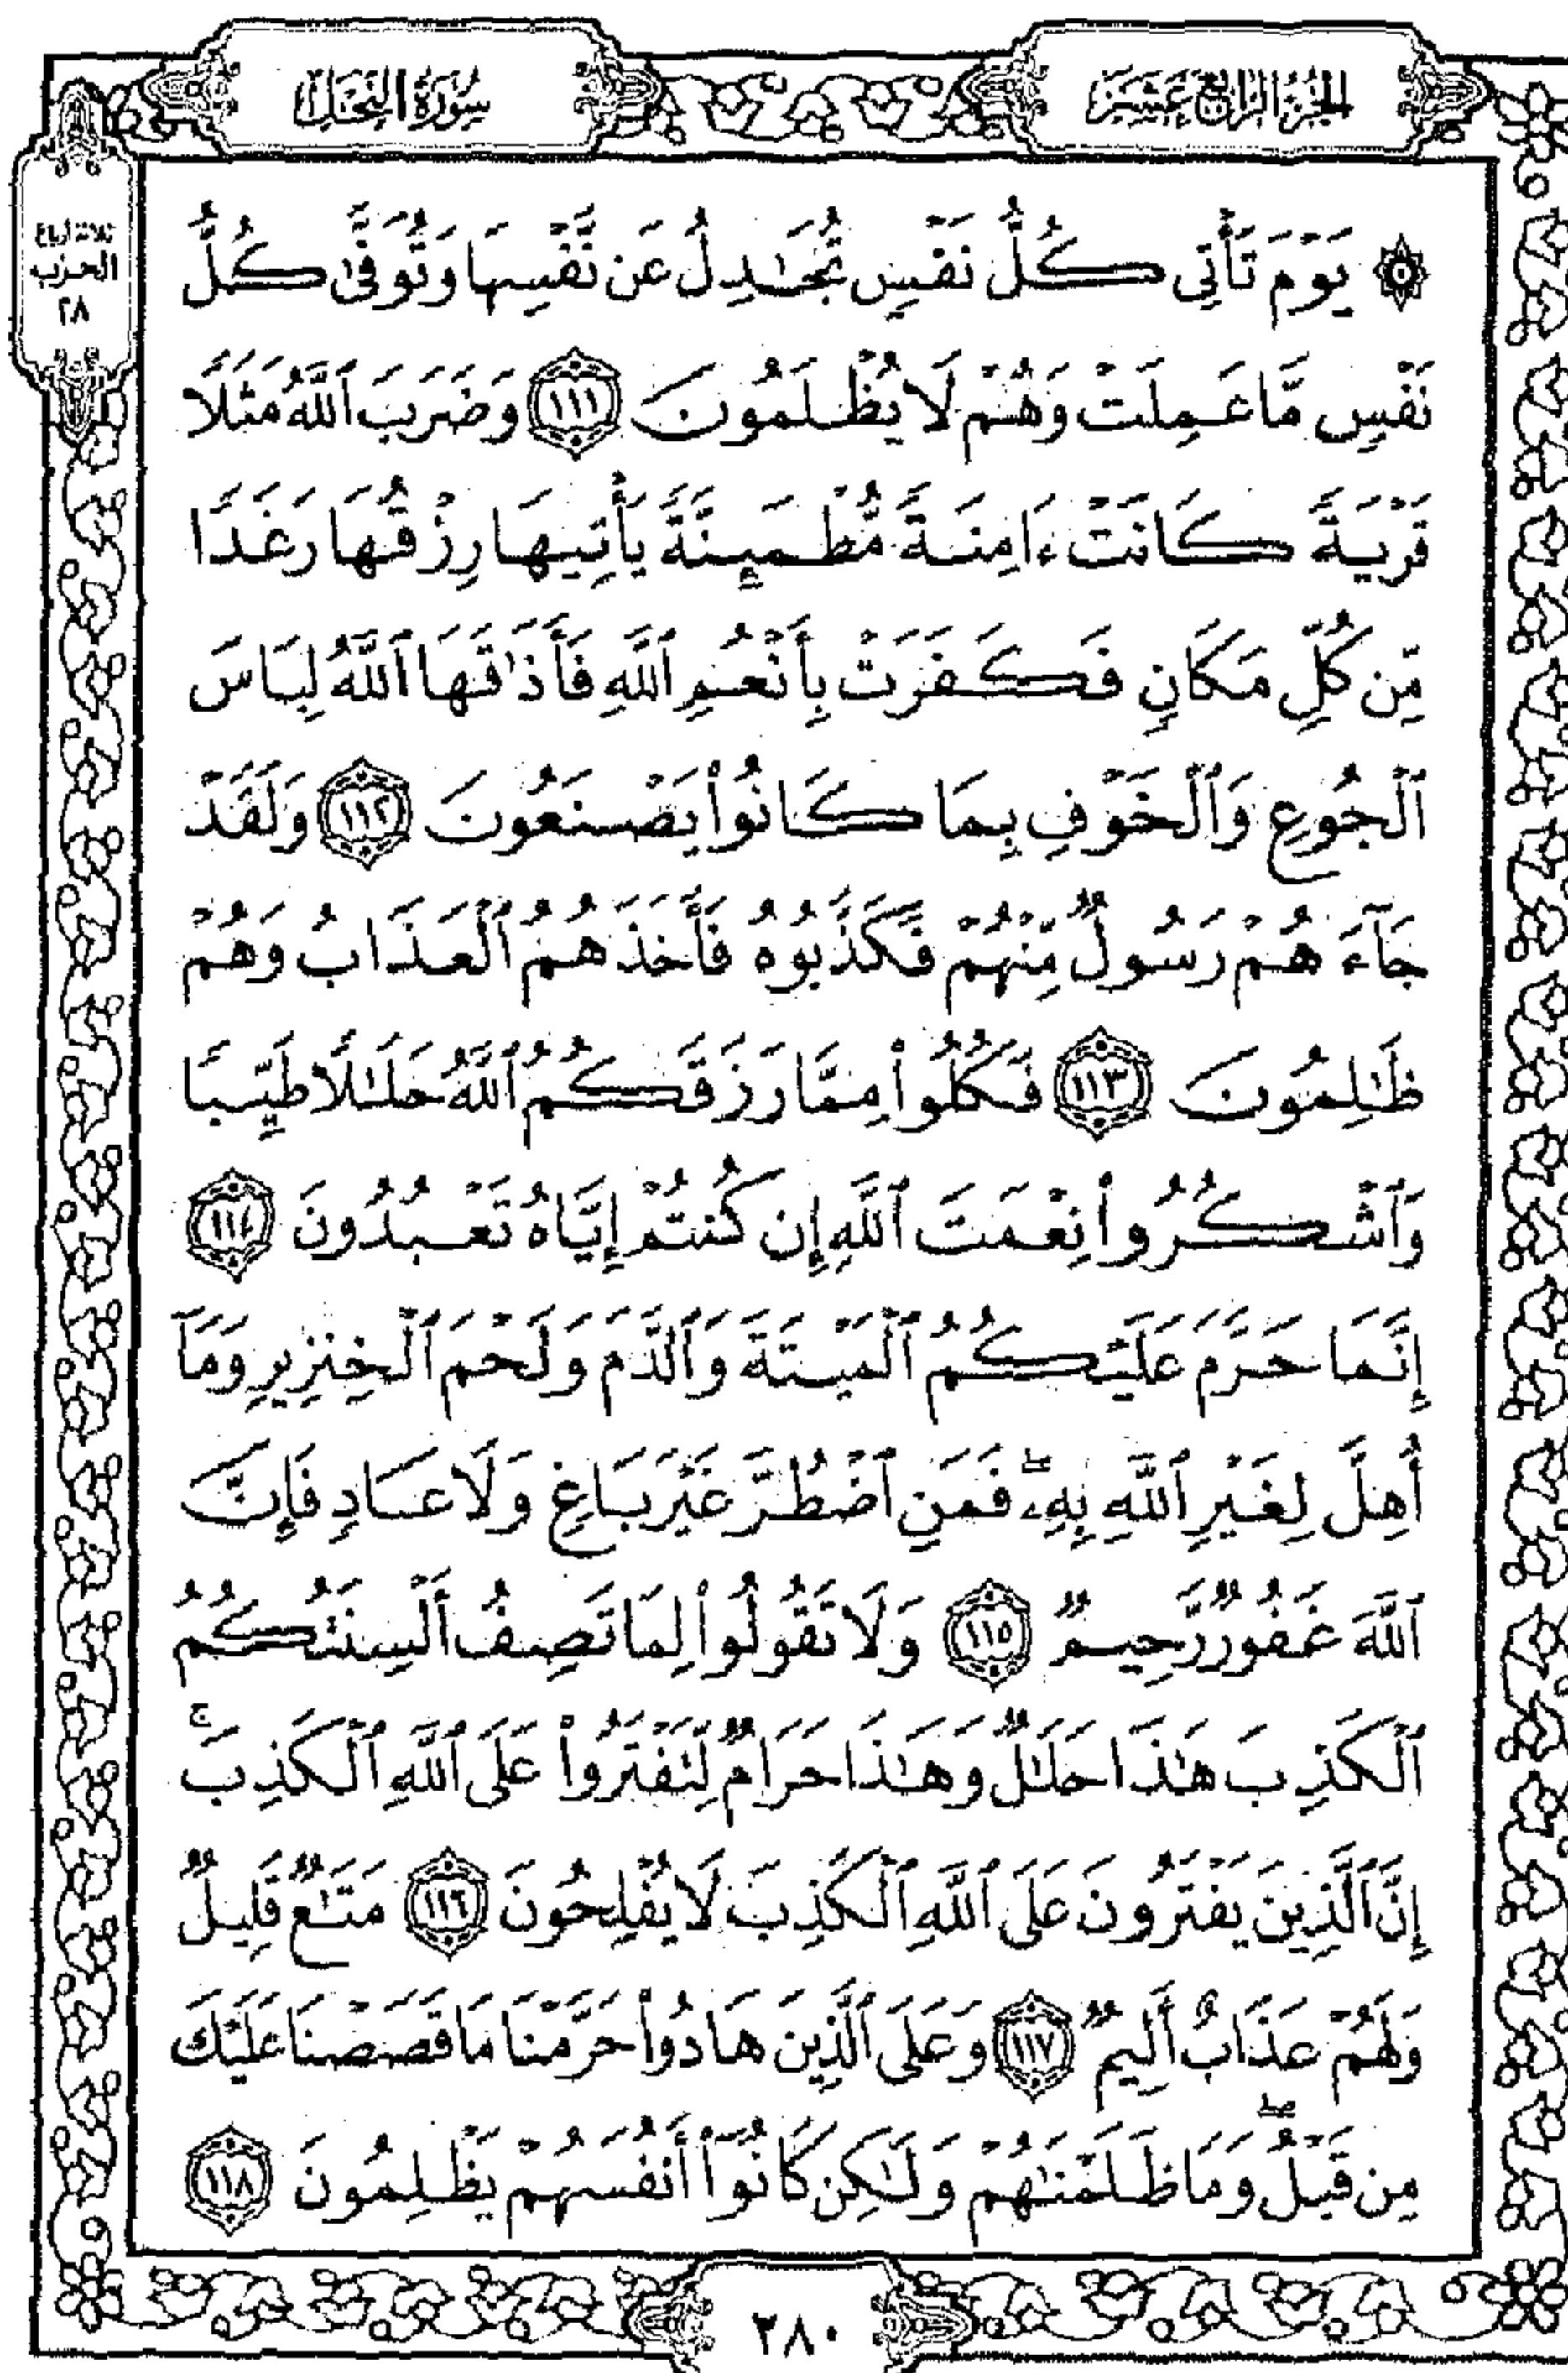 الجزء الرابع عشر
سورة النحل
ثلاثة أرباع
الحزب
٢٨
۞ يَوْمَ تَأْتِى كُلُّ نَفْسٍ تُجَٰدِلُ عَن نَّفْسِهَا وَتُوَفَّىٰ كُلُّ
نَفْسٍ مَّا عَمِلَتْ وَهُمْ لَا يُظْلَمُونَ ١١١ وَضَرَبَ ٱللَّهُ مَثَلًا
قَرْيَةً كَانَتْ ءَامِنَةً مُّطْمَئِنَّةً يَأْتِيهَا رِزْقُهَا رَغَدًا
مِّن كُلِّ مَكَانٍ فَكَفَرَتْ بِأَنْعُمِ ٱللَّهِ فَأَذَٰقَهَا ٱللَّهُ لِبَاسَ
ٱلْجُوعِ وَٱلْخَوْفِ بِمَا كَانُوا۟ يَصْنَعُونَ ١١٢ وَلَقَدْ
جَآءَهُمْ رَسُولٌ مِّنْهُمْ فَكَذَّبُوهُ فَأَخَذَهُمُ ٱلْعَذَابُ وَهُمْ
ظَٰلِمُونَ ١١٣ فَكُلُوا۟ مِمَّا رَزَقَكُمُ ٱللَّهُ حَلَٰلًا طَيِّبًا
وَٱشْكُرُوا۟ نِعْمَتَ ٱللَّهِ إِن كُنتُمْ إِيَّاهُ تَعْبُدُونَ ١١٤
إِنَّمَا حَرَّمَ عَلَيْكُمُ ٱلْمَيْتَةَ وَٱلدَّمَ وَلَحْمَ ٱلْخِنزِيرِ وَمَآ
أُهِلَّ لِغَيْرِ ٱللَّهِ بِهِۦ ۖ فَمَنِ ٱضْطُرَّ غَيْرَ بَاغٍ وَلَا عَادٍ فَإِنَّ
ٱللَّهَ غَفُورٌ رَّحِيمٌ ١١٥ وَلَا تَقُولُوا۟ لِمَا تَصِفُ أَلْسِنَتُكُمُ
ٱلْكَذِبَ هَٰذَا حَلَٰلٌ وَهَٰذَا حَرَامٌ لِّتَفْتَرُوا۟ عَلَى ٱللَّهِ ٱلْكَذِبَ ۚ
إِنَّ ٱلَّذِينَ يَفْتَرُونَ عَلَى ٱللَّهِ ٱلْكَذِبَ لَا يُفْلِحُونَ ١١٦ مَتَٰعٌ قَلِيلٌ
وَلَهُمْ عَذَابٌ أَلِيمٌ ١١٧ وَعَلَى ٱلَّذِينَ هَادُوا۟ حَرَّمْنَا مَا قَصَصْنَا عَلَيْكَ
مِن قَبْلُ ۖ وَمَا ظَلَمْنَٰهُمْ وَلَٰكِن كَانُوٓا۟ أَنفُسَهُمْ يَظْلِمُونَ ١١٨
٢٨٠